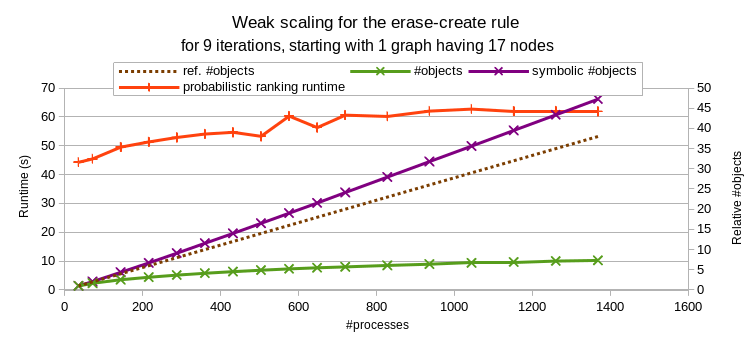 Weak scaling for the erase-create rule
for 9 iterations, starting with 1 graph having 17 nodes
ref. #objects #objects symbolic #objects
probabilistic ranking runtime
70 50
60 45
50 40
40 35
30 30
20 25
10 20
0 15
10
5
0
Runtime (s)
Relative #objects
0 200 400 600 800 1000 1200 1400 1600
#processes